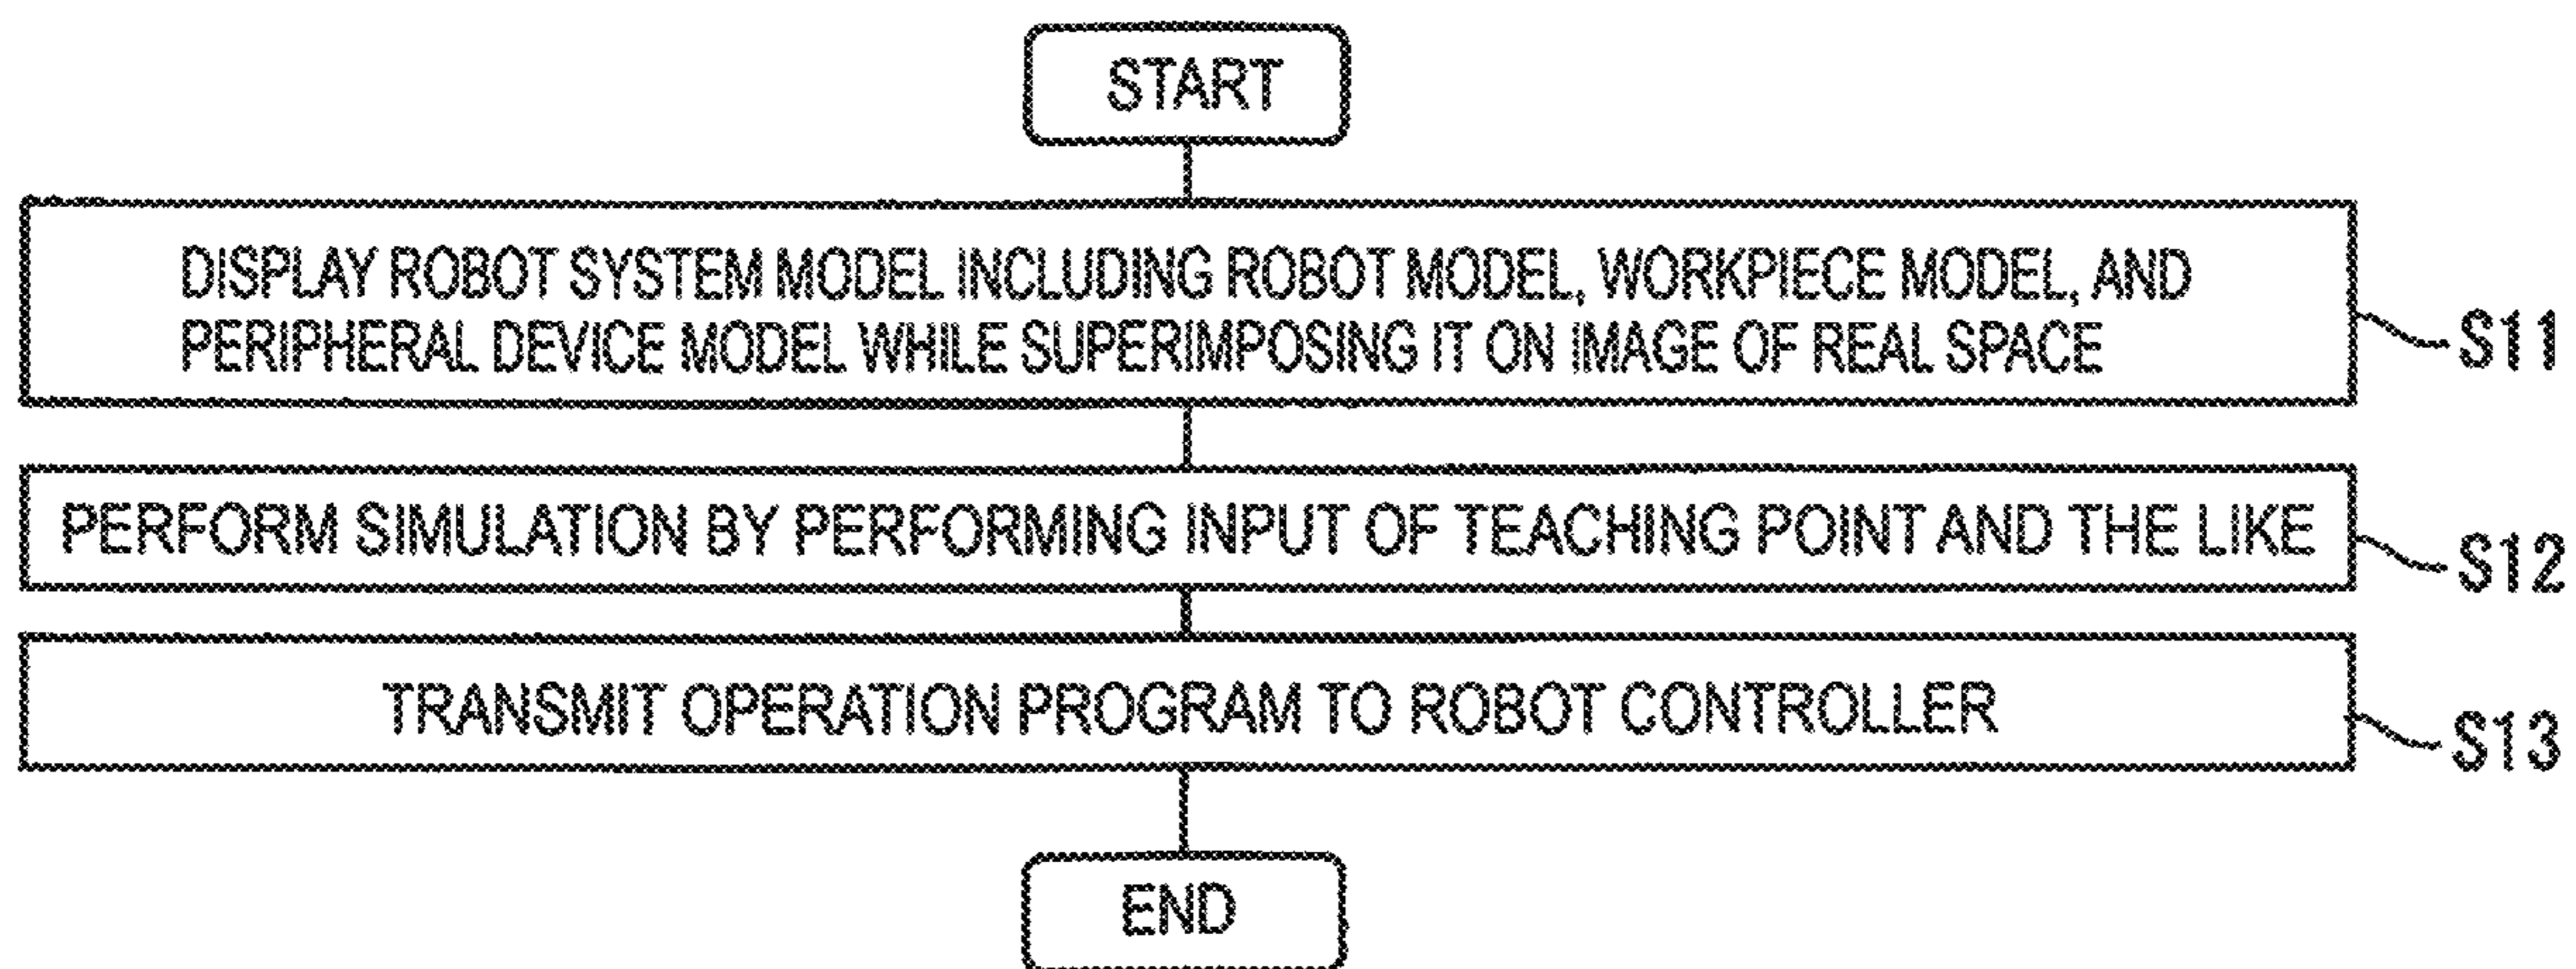 START
DISPLAY ROBOT SYSTEM MODEL INCLUDING ROBOT MODEL, WORKPIECE MODEL, AND
PERIPHERAL DEVICE MODEL WHILE SUPERIMPOSING IT ON IMAGE OF REAL SPACE
S11
PERFORM SIMULATION BY PERFORMING INPUT OF TEACHING POINT AND THE LIKE
S12
TRANSMIT OPERATION PROGRAM TO ROBOT CONTROLLER
S13
END